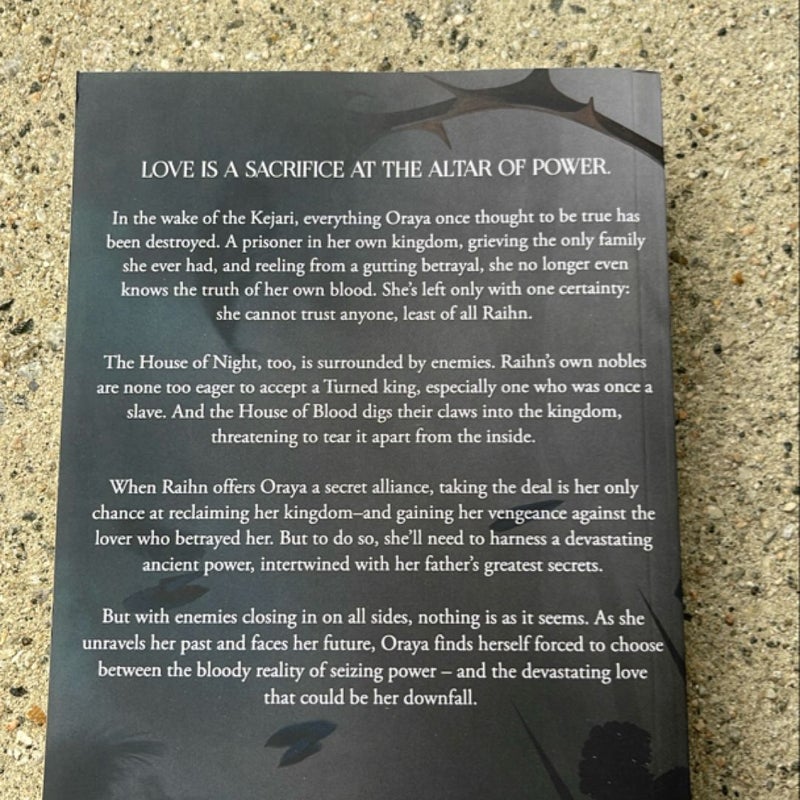 LOVE IS A SACRIFICE AT THE ALTAR OF POWER.
In the wake of the Kejari, everything Oraya once thought to be true has
been destroyed. A prisoner in her own kingdom, grieving the only family
she ever had, and reeling from a gutting betrayal, she no longer even
knows the truth of her own blood. She's left only with one certainty:
she cannot trust anyone, least of all Raihn.
The House of Night, too, is surrounded by enemies. Raihn's own nobles
are none too eager to accept a Turned king, especially one who was once a
slave. And the House of Blood digs their claws into the kingdom,
threatening to tear it apart from the inside.
When Raihn offers Oraya a secret alliance, taking the deal is her only
chance at reclaiming her kingdom–and gaining her vengeance against the
lover who betrayed her. But to do so, she'll need to harness a devastating
ancient power, intertwined with her father's greatest secrets.
But with enemies closing in on all sides, nothing is as it seems. As she
unravels her past and faces her future, Oraya finds herself forced to choose
between the bloody reality of seizing power – and the devastating love
that could be her downfall.